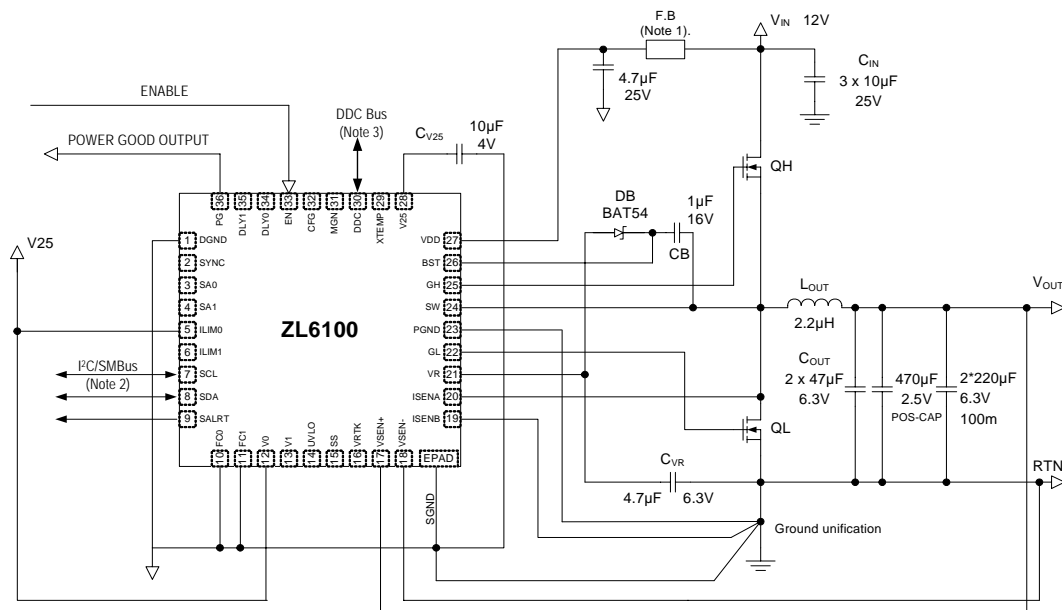 V_IN 12V
F.B
(Note 1).
C_IN
3 x 10µF
25V
4.7µF
25V
ENABLE
DDC Bus
(Note 3)
C_V25
10µF
4V
POWER GOOD OUTPUT
QH
DB
BAT54
1µF
16V
CB
36 35 34 33 32 31 30 29 28
PG DLY1 DLY0 EN CFG MGN DDC XTEMP V25
V25
1 DGND
2 SYNC
3 SA0
4 SA1
5 ILIM0
6 ILIM1
7 SCL
8 SDA
9 SALRT
ZL6100
VDD 27
BST 26
GH 25
SW 24
PGND 23
GL 22
VR 21
ISENA 20
ISENB 19
I²C/SMBus
(Note 2)
L_OUT
2.2µH
V_OUT
C_OUT
2 x 47µF
6.3V
470µF
2.5V
POS-CAP
2*220µF
6.3V
100m
QL
FC0 FC1 V0 V1 UVLO SS VRTK VSEN+ VSEN-
10 11 12 13 14 15 16 17 18
EPAD
SGND
C_VR
4.7µF 6.3V
RTN
Ground unification